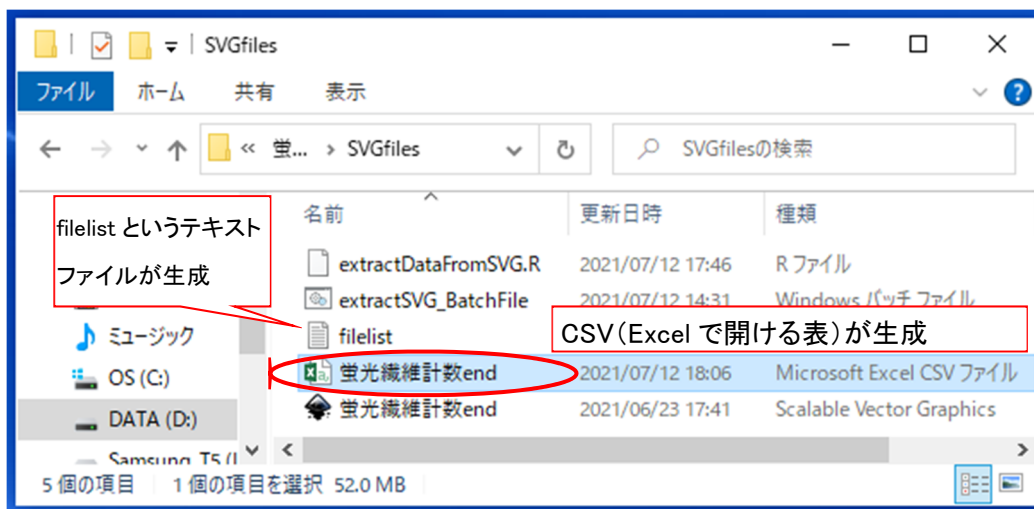 SVGfiles
ファイル ホーム 共有 表示
« 蛍... › SVGfiles SVGfilesの検索
名前 更新日時 種類
filelist というテキスト
ファイルが生成
extractDataFromSVG.R 2021/07/12 17:46 R ファイル
extractSVG_BatchFile 2021/07/12 14:31 Windows バッチ ファイル
filelist
CSV(Excel で開ける表)が生成
ミュージック
蛍光繊維計数end 2021/07/12 18:06 Microsoft Excel CSV ファイル
OS (C:)
蛍光繊維計数end 2021/06/23 17:41 Scalable Vector Graphics
DATA (D:)
Samsung_T5 (
5 個の項目 1 個の項目を選択 52.0 MB